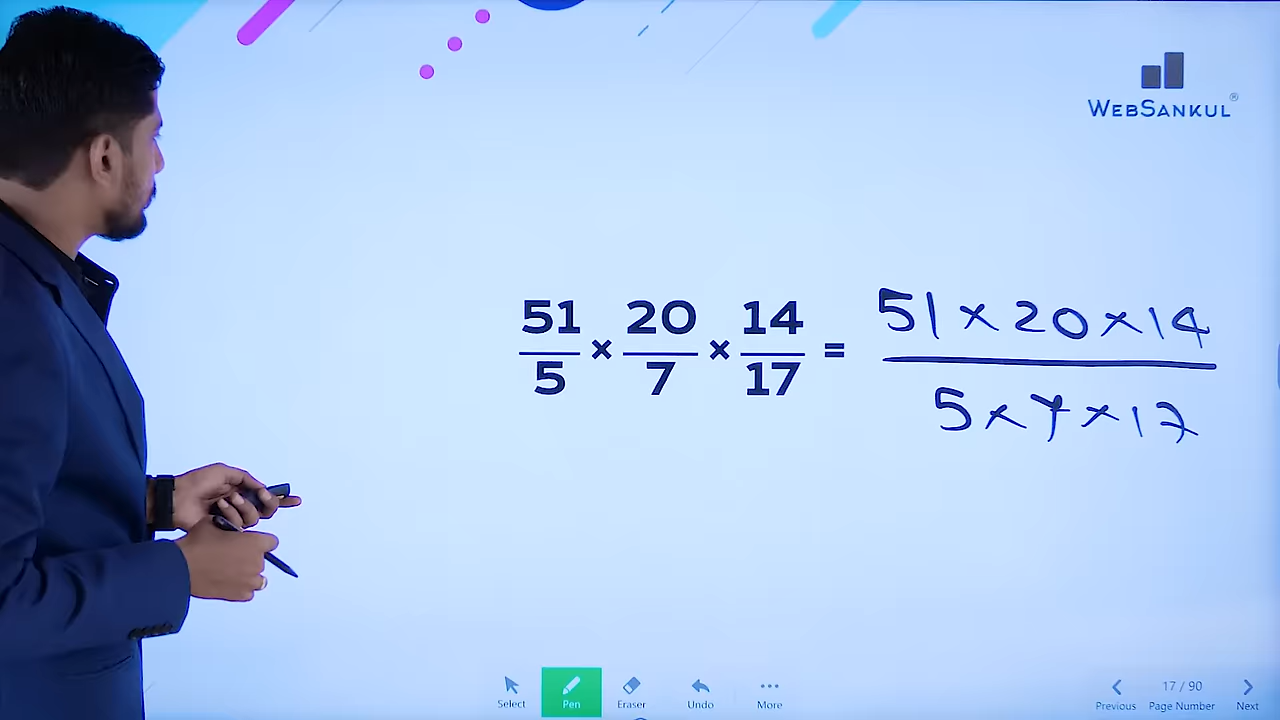 WEBSANKUL®
51/5 × 20/7 × 14/17 = 51×20×14
5×7×17
Select Pen Eraser Undo More
17 / 90
Previous Page Number Next